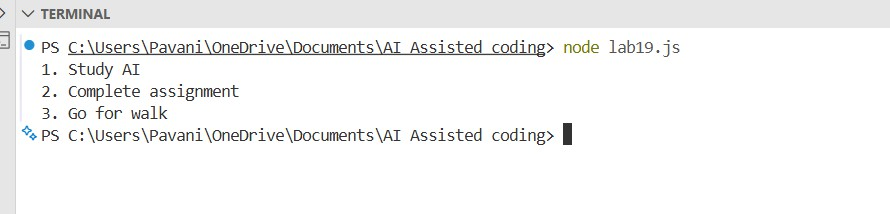 TERMINAL
PS C:\Users\Pavani\OneDrive\Documents\AI Assisted coding> node lab19.js
1. Study AI
2. Complete assignment
3. Go for walk
PS C:\Users\Pavani\OneDrive\Documents\AI Assisted coding>